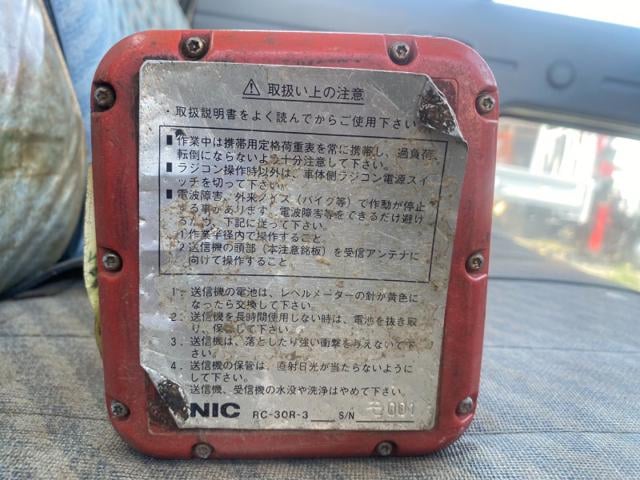 ⚠ 取扱い上の注意
・取扱説明書をよく読んでからご使用下さい
■作業中は携帯用定格荷重表を常に携帯し、過負荷、
転倒にならないよう十分注意して下さい。
■ラジコン操作時以外は、車体側ラジコン電源スイ
ッチを切って下さい。
■電波障害、外来ノイズ（バイク等）で作動が停止
する事があります。電波障害等をできるだけ避け
るため、下記に従って下さい。
1作業半径内で操作すること
2送信機の頭部（本注意銘板）を受信アンテナに
向けて操作すること
1．送信機の電池は、レベルメーターの針が黄色に
なったら交換して下さい。
2．送信機を長時間使用しない時は、電池を抜き取
り、保管して下さい。
3．送信機は、落としたり強い衝撃を与えないで下
さい。
4．送信機の保管は、直射日光が当たらないように
して下さい。
送信機、受信機の水没や洗浄はやめて下さい。
NIC RC-30R-3 S/N 001